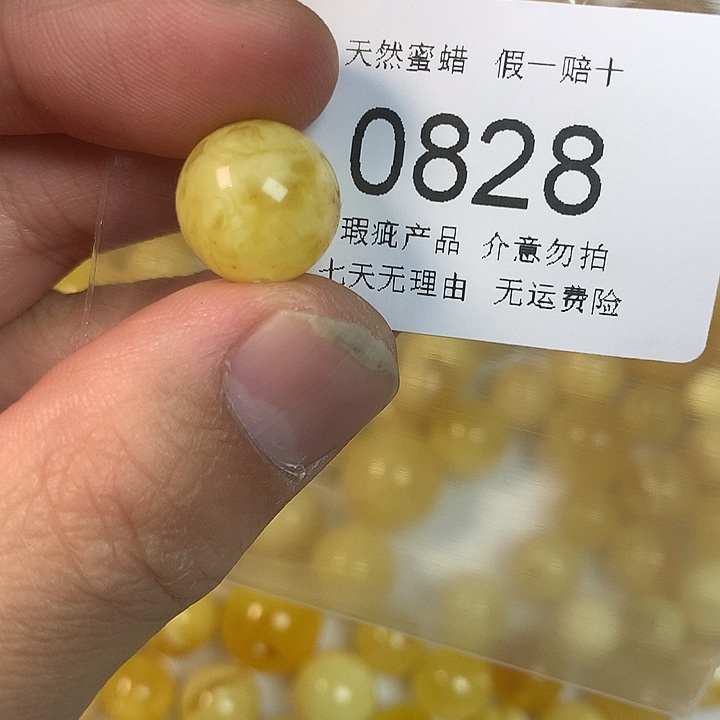 天然蜜蜡 假一赔十
0828
瑕疵产品 介意勿拍
七天无理由 无运费险